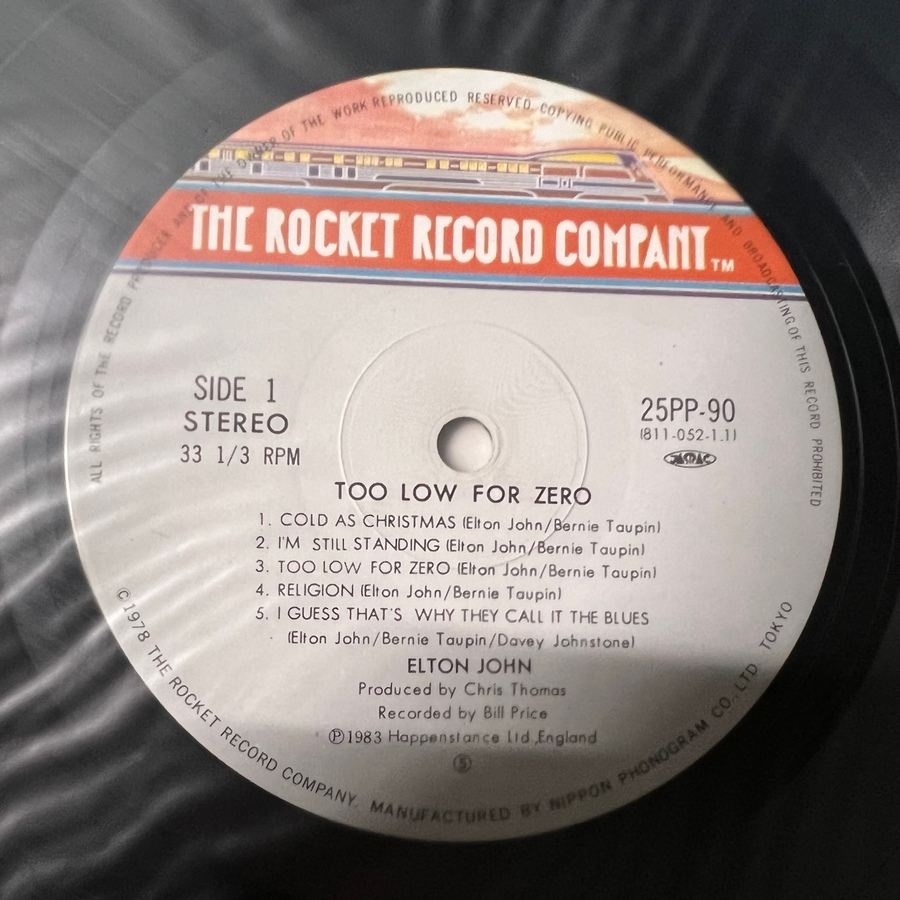 ALL RIGHTS OF THE RECORD PRODUCER AND OF THE OWNER OF THE WORK REPRODUCED RESERVED COPYING PUBLIC PERFORMANCE AND BROADCASTING OF THIS RECORD PROHIBITED
THE ROCKET RECORD COMPANY TM
SIDE 1
STEREO
33 1/3 RPM
25PP-90
(811-052-1.1)
JASRAC
TOO LOW FOR ZERO
1. COLD AS CHRISTMAS (Elton John/Bernie Taupin)
2. I'M STILL STANDING (Elton John/Bernie Taupin)
3. TOO LOW FOR ZERO (Elton John/Bernie Taupin)
4. RELIGION (Elton John/Bernie Taupin)
5. I GUESS THAT'S WHY THEY CALL IT THE BLUES
(Elton John/Bernie Taupin/Davey Johnstone)
ELTON JOHN
Produced by Chris Thomas
Recorded by Bill Price
Ⓟ1983 Happenstance Ltd.,England
Ⓢ
©1978 THE ROCKET RECORD COMPANY. MANUFACTURED BY NIPPON PHONOGRAM CO., LTD. TOKYO